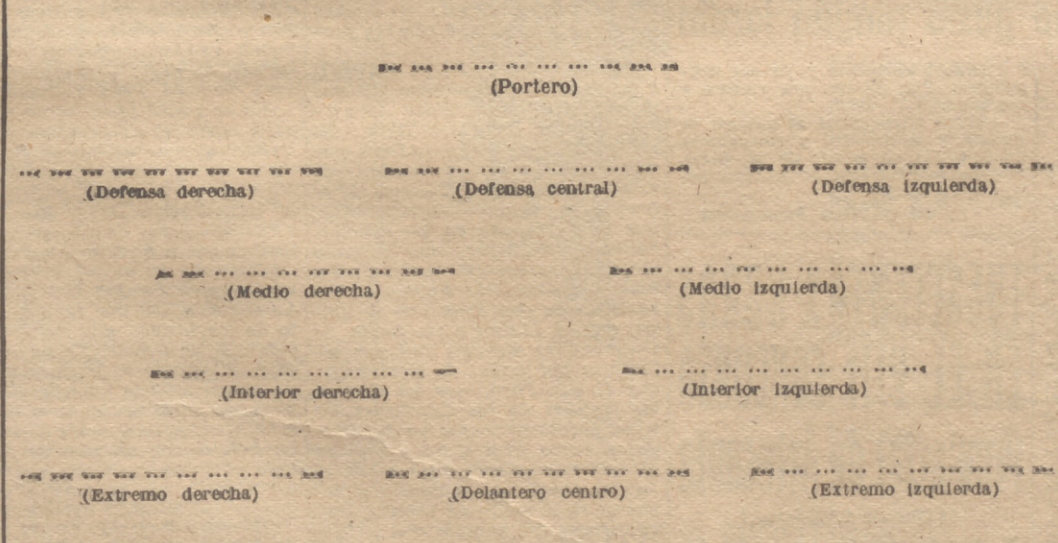 (Portero)
(Defensa derecha) (Defensa central) (Defensa izquierda)
(Medio derecha) (Medio izquierda)
(Interior derecha) (Interior izquierda)
(Extremo derecha) (Delantero centro) (Extremo izquierda)